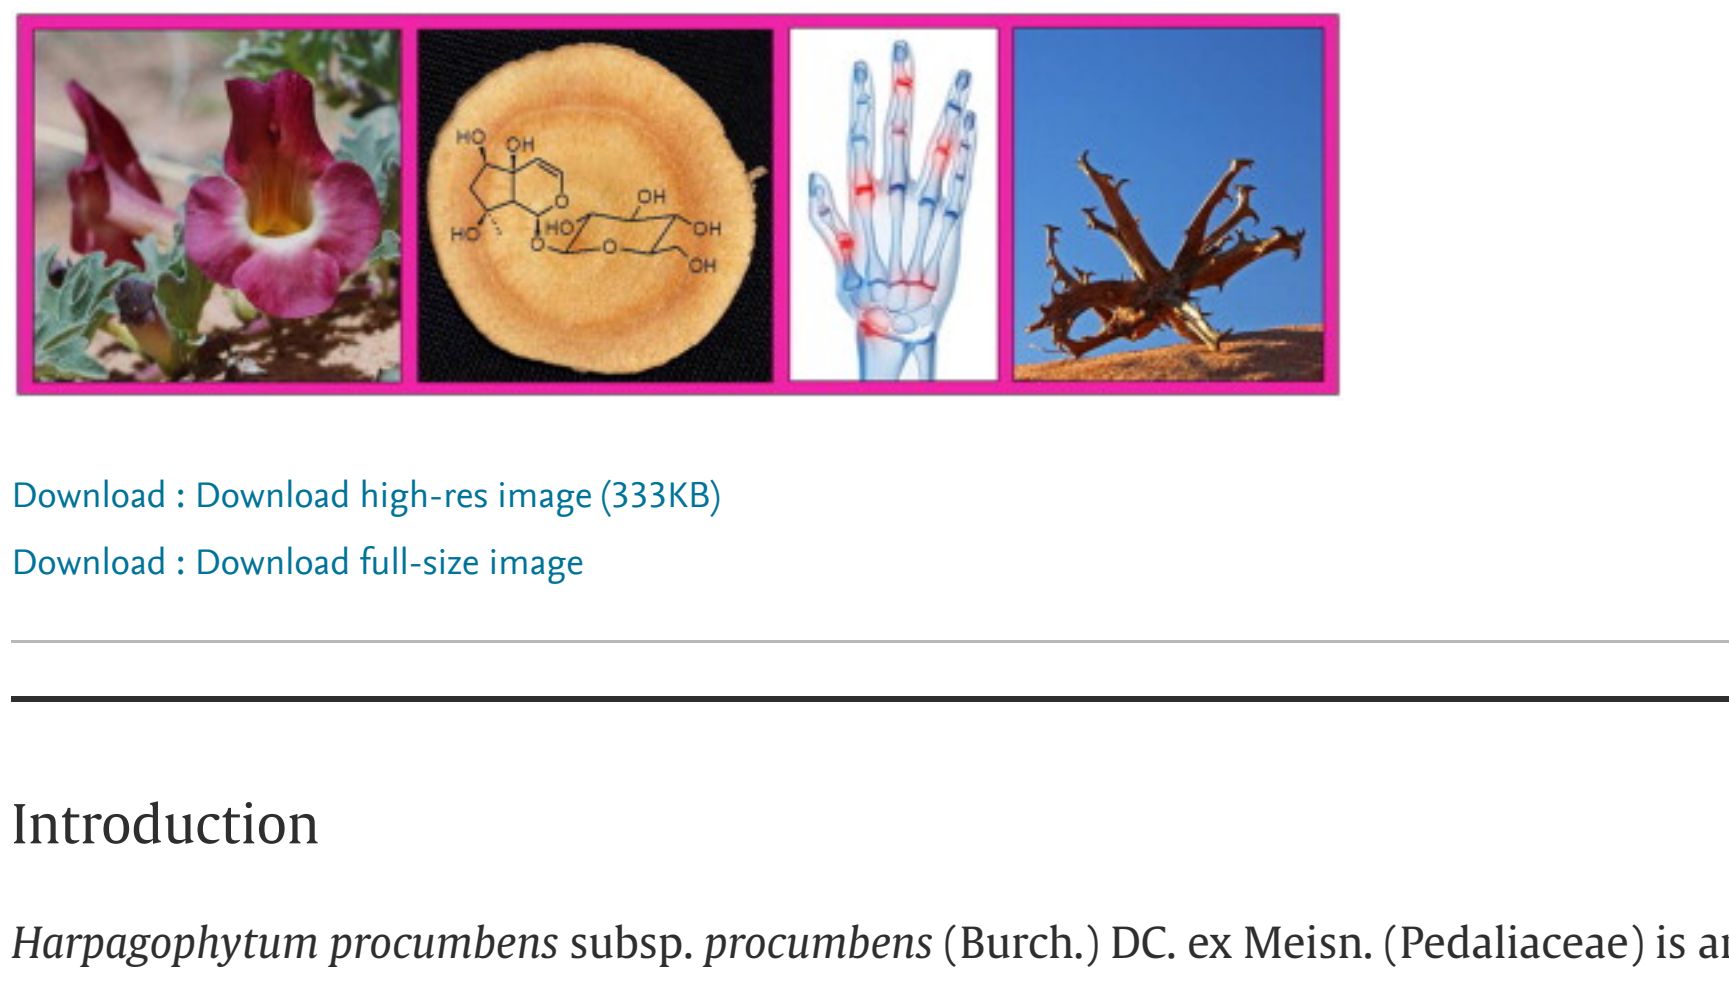 HO
OH
O
HO
O
HO
OH
OH
O
OH
Download : Download high-res image (333KB)
Download : Download full-size image
Introduction
Harpagophytum procumbens subsp. procumbens (Burch.) DC. ex Meisn. (Pedaliaceae) is